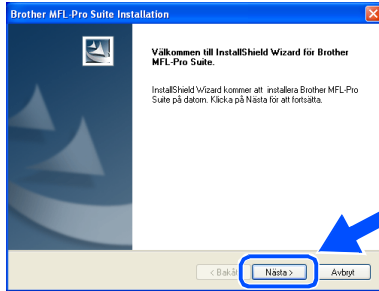 Brother MFL-Pro Suite Installation
Välkommen till InstallShield Wizard för Brother
MFL-Pro Suite.
InstallShield Wizard kommer att installera Brother MFL-Pro
Suite på datorn. Klicka på Nästa för att fortsätta.
< Bakåt Nästa > Avbryt